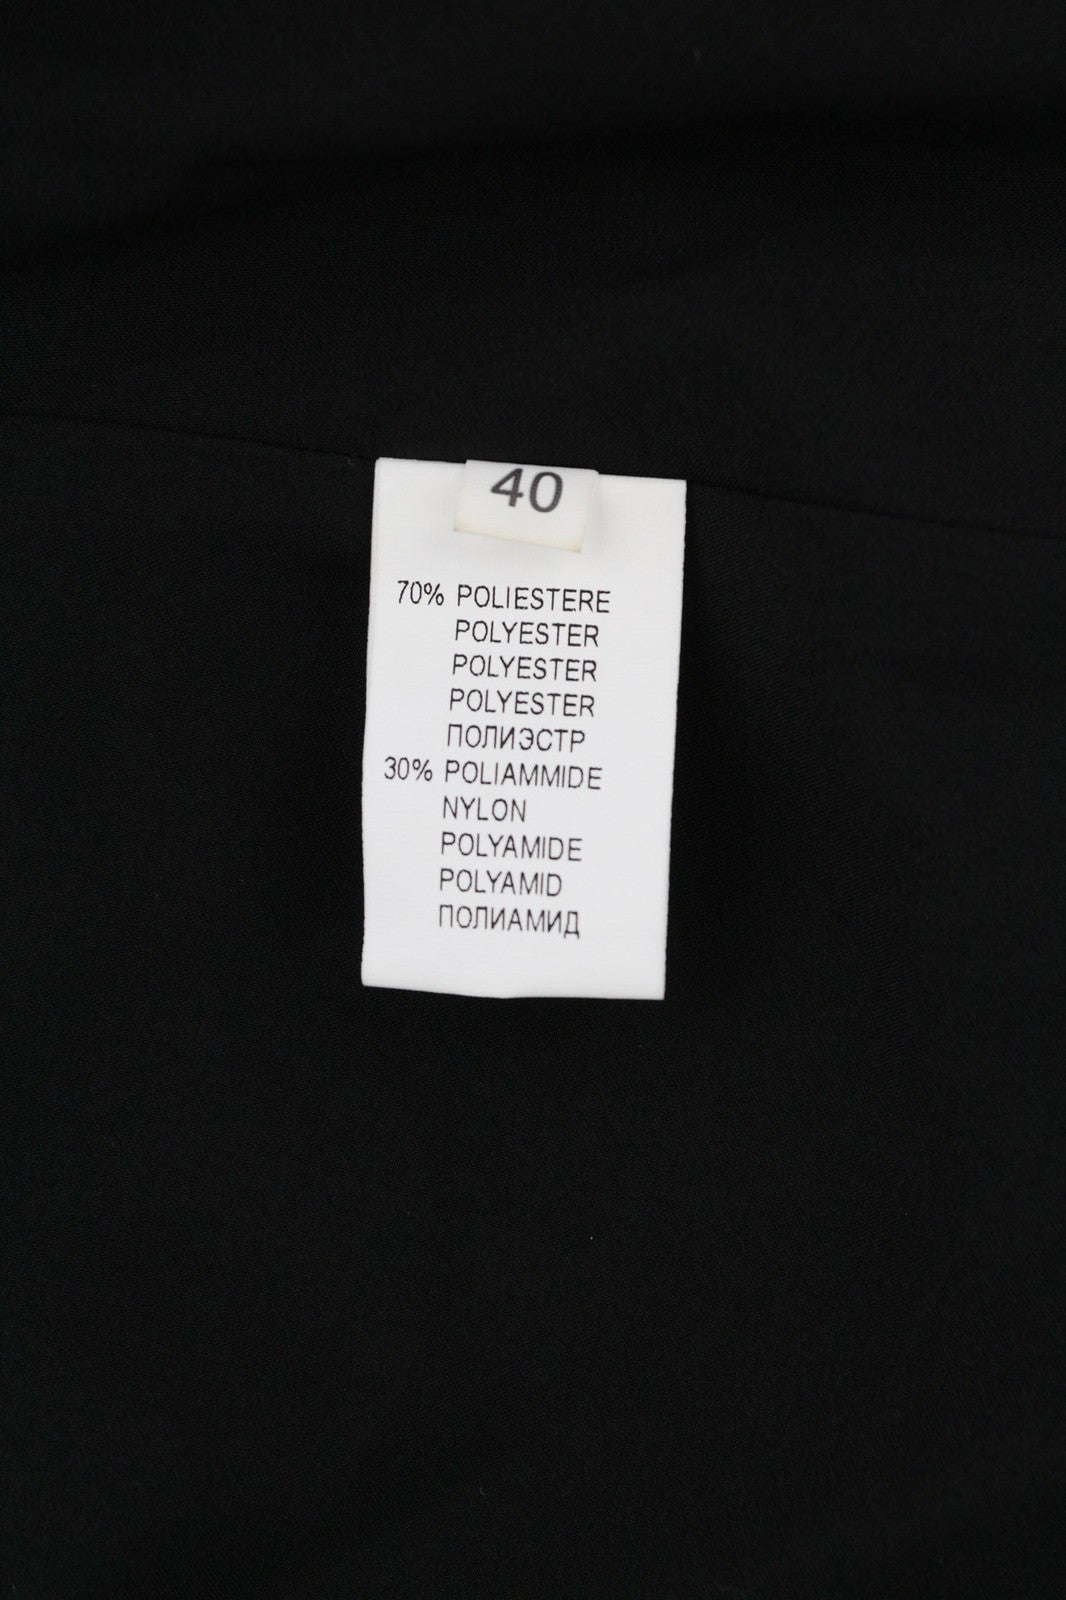 40
70% POLIESTERE
POLYESTER
POLYESTER
POLYESTER
ПОЛИЭСТР
30% POLIAMMIDE
NYLON
POLYAMIDE
POLYAMID
ПОЛИАМИД